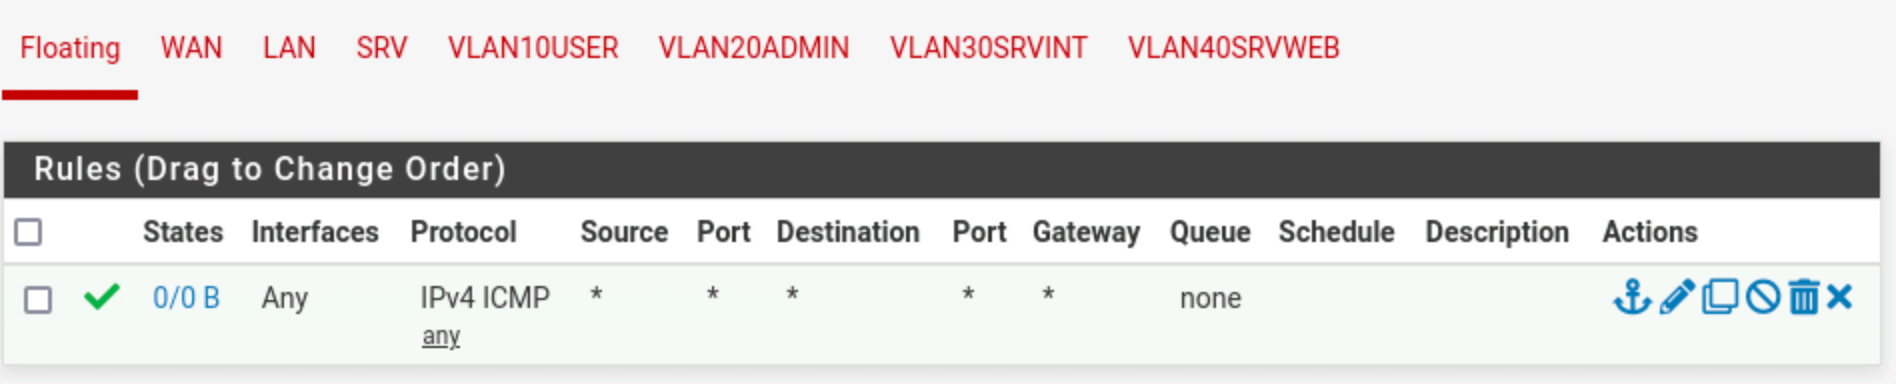 Floating WAN LAN SRV VLAN10USER VLAN20ADMIN VLAN30SRVINT VLAN40SRVWEB
Rules (Drag to Change Order)
States Interfaces Protocol Source Port Destination Port Gateway Queue Schedule Description Actions
0/0 B Any IPv4 ICMP * * * * * none
any